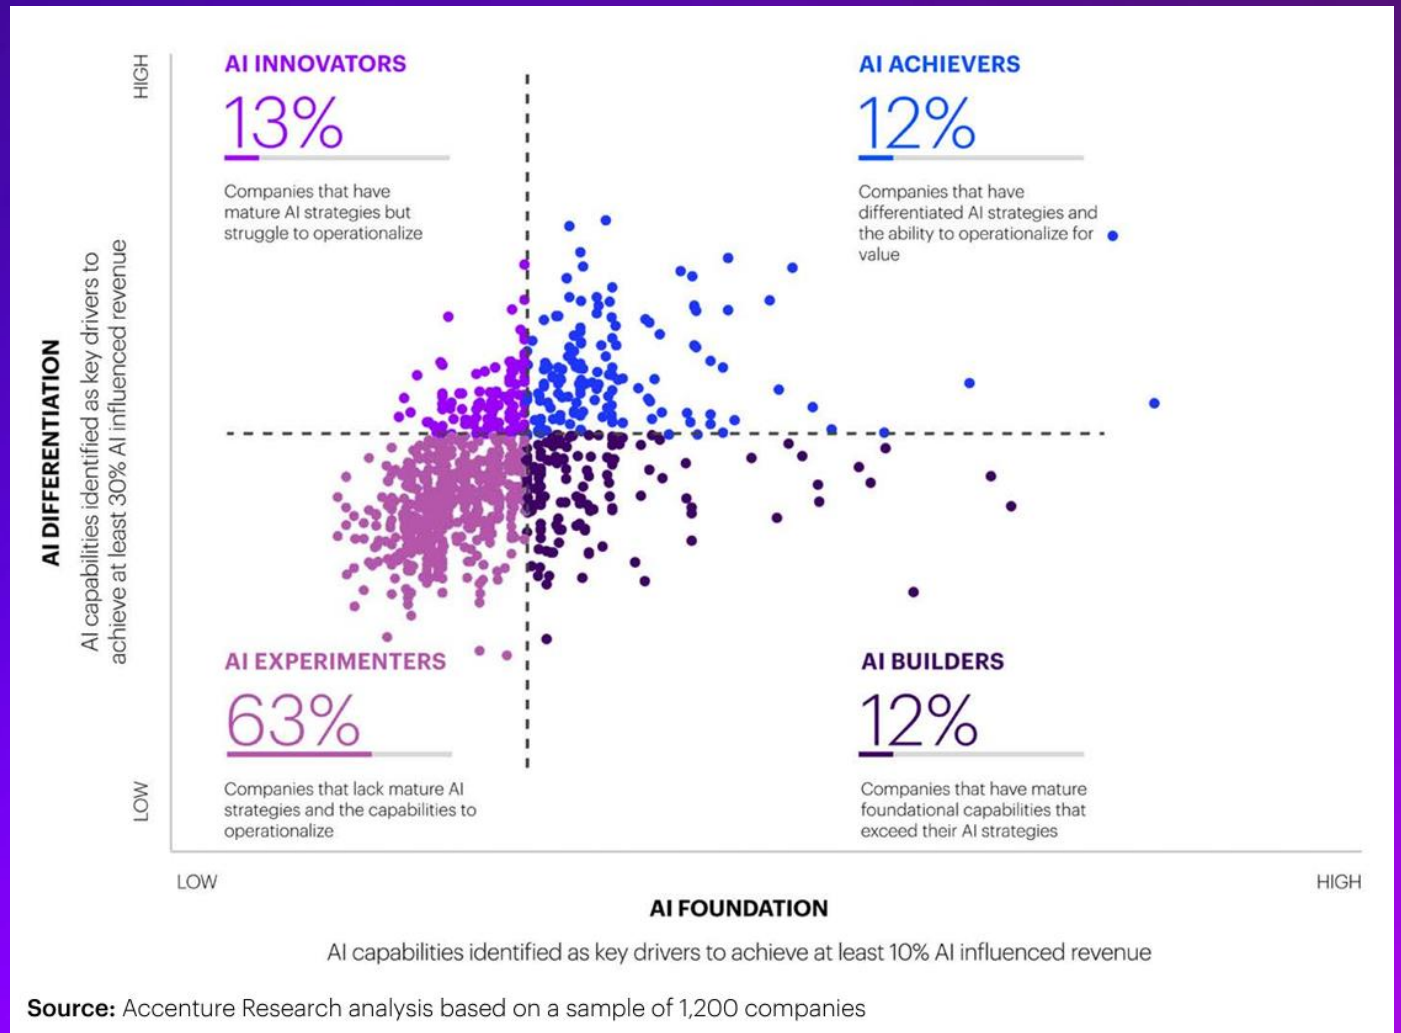 AI INNOVATORS
13%
Companies that have
mature AI strategies but
struggle to operationalize
AI ACHIEVERS
12%
Companies that have
differentiated AI strategies and
the ability to operationalize for
value
HIGH
AI DIFFERENTIATION
AI capabilities identified as key drivers to
achieve at least 30% AI influenced revenue
LOW
AI EXPERIMENTERS
63%
Companies that lack mature AI
strategies and the capabilities to
operationalize
AI BUILDERS
12%
Companies that have mature
foundational capabilities that
exceed their AI strategies
LOW
HIGH
AI FOUNDATION
AI capabilities identified as key drivers to achieve at least 10% AI influenced revenue
Source: Accenture Research analysis based on a sample of 1,200 companies